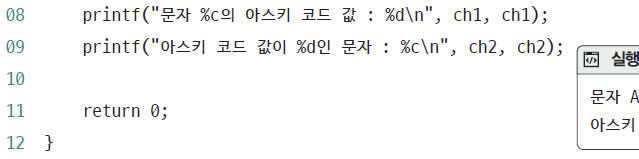 08 printf("문자 %c의 아스키 코드 값 : %d\n", ch1, ch1);
09 printf("아스키 코드 값이 %d인 문자 : %c\n", ch2, ch2);
10
11 return 0;
12 }
실행
문자 A
아스키